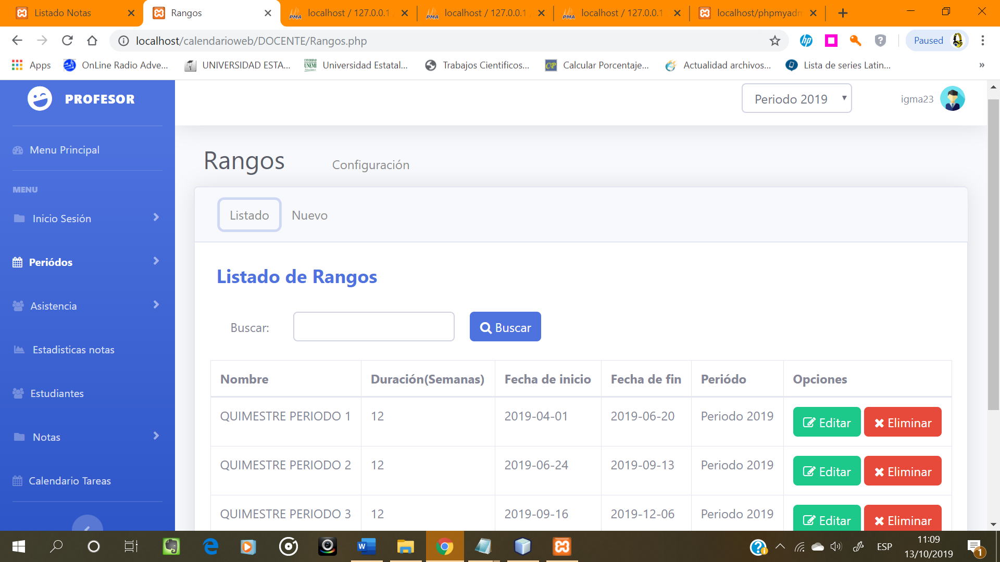 Listado Notas
Rangos
localhost / 127.0.0.1
localhost / 127.0.0.1
localhost / 127.0.0.1
localhost/phpmyadm
localhost/calendarioweb/DOCENTE/Rangos.php
Paused
Apps
OnLine Radio Adve...
UNIVERSIDAD ESTA...
Universidad Estatal...
Trabajos Cientificos...
Calcular Porcentaje...
Actualidad archivos...
Lista de series Latin...
»
PROFESOR
Periodo 2019
igma23
Menu Principal
MENU
Inicio Sesión
Periódos
Asistencia
Estadisticas notas
Estudiantes
Notas
Calendario Tareas
Rangos
Configuración
Listado
Nuevo
Listado de Rangos
Buscar:
Buscar
Nombre Duración(Semanas) Fecha de inicio Fecha de fin Periódo Opciones
QUIMESTRE PERIODO 1 12 2019-04-01 2019-06-20 Periodo 2019 Editar Eliminar
QUIMESTRE PERIODO 2 12 2019-06-24 2019-09-13 Periodo 2019 Editar Eliminar
QUIMESTRE PERIODO 3 12 2019-09-16 2019-12-06 Periodo 2019 Editar Eliminar
ESP
11:09
13/10/2019
1